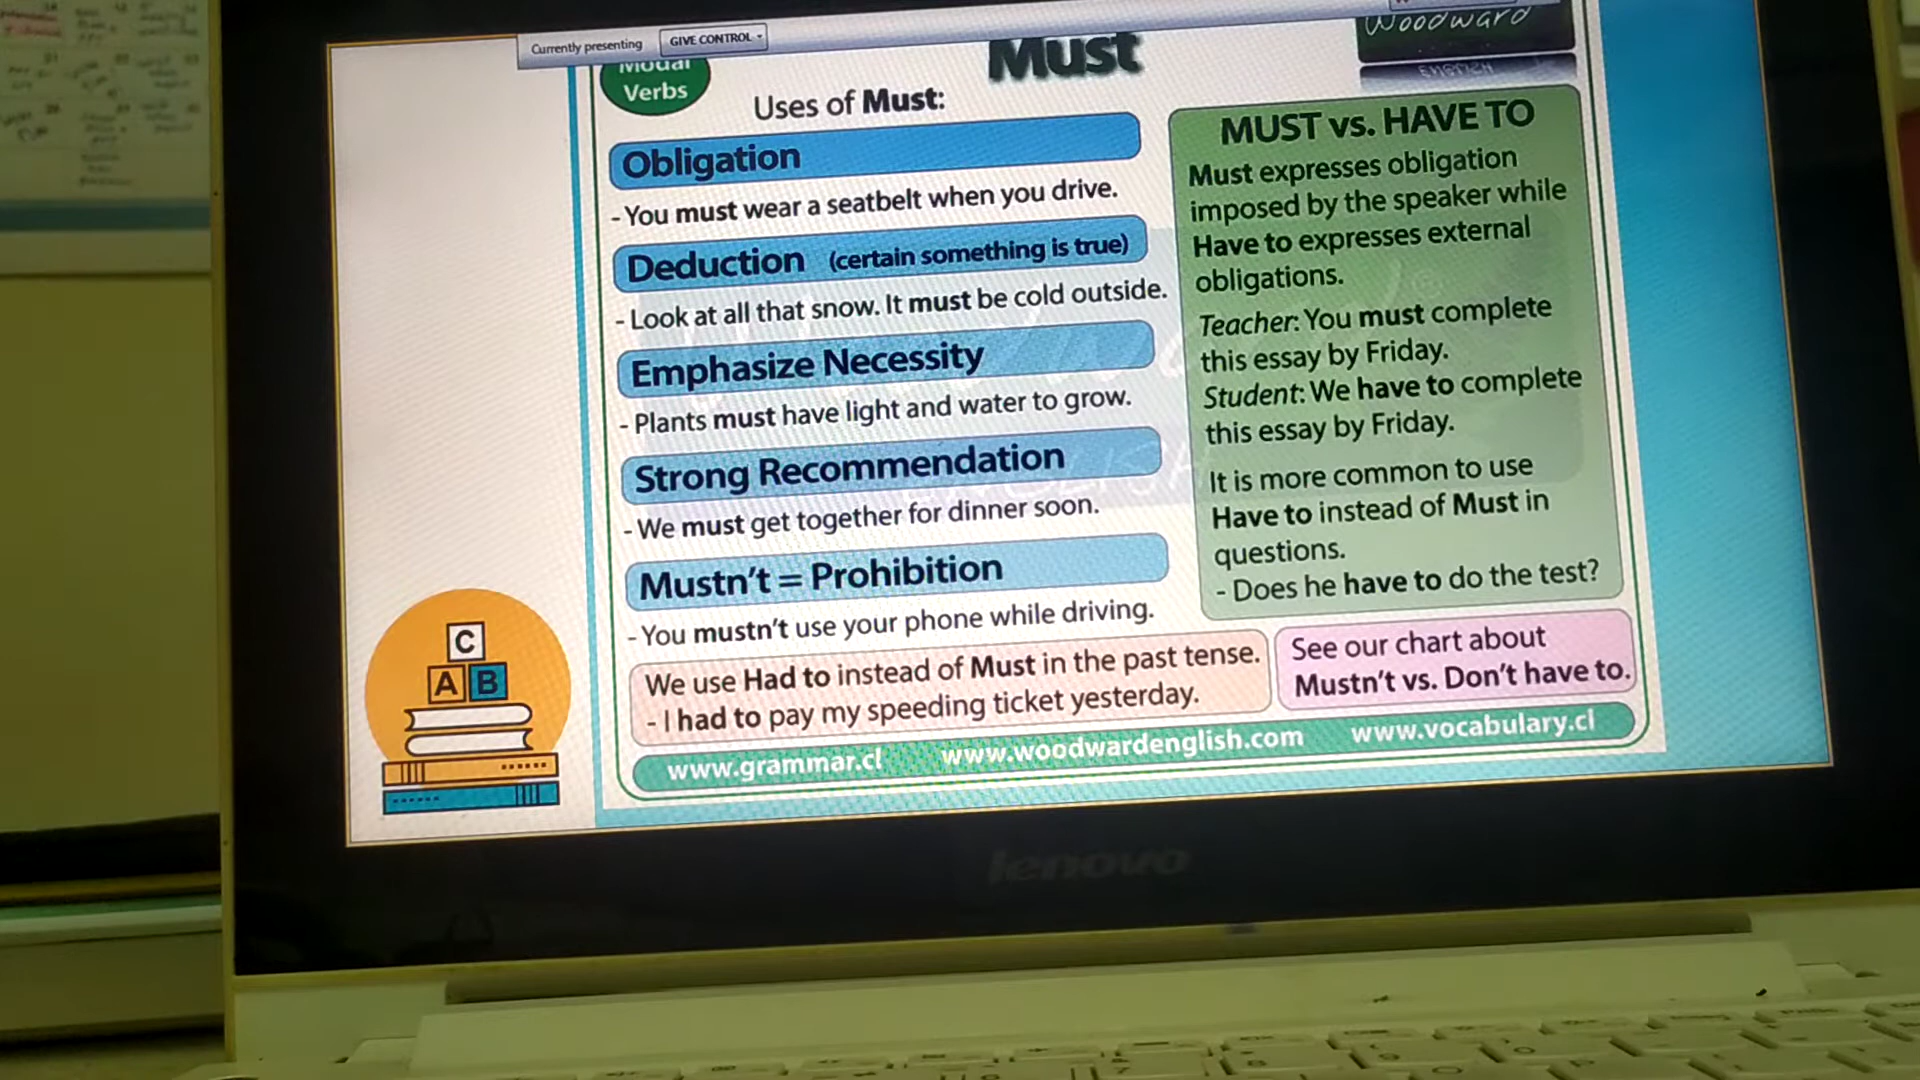 Currently presenting GIVE CONTROL
Modal
Verbs
Must
Woodward
ENGLISH
Uses of Must:
Obligation
- You must wear a seatbelt when you drive.
Deduction (certain something is true)
- Look at all that snow. It must be cold outside.
Emphasize Necessity
- Plants must have light and water to grow.
Strong Recommendation
- We must get together for dinner soon.
Mustn't = Prohibition
- You mustn't use your phone while driving.
We use Had to instead of Must in the past tense.
- I had to pay my speeding ticket yesterday.
MUST vs. HAVE TO
Must expresses obligation
imposed by the speaker while
Have to expresses external
obligations.
Teacher: You must complete
this essay by Friday.
Student: We have to complete
this essay by Friday.
It is more common to use
Have to instead of Must in
questions.
- Does he have to do the test?
See our chart about
Mustn't vs. Don't have to.
www.grammar.cl www.woodwardenglish.com www.vocabulary.cl
C
A B
lenovo